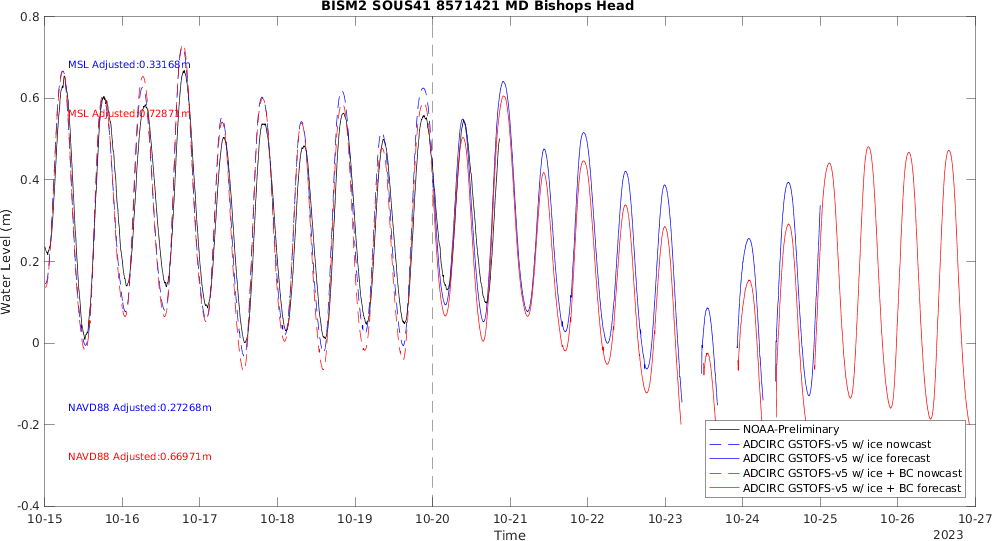 BISM2 SOUS41 8571421 MD Bishops Head
0.8
0.6
0.4
0.2
0
-0.2
-0.4
Water Level (m)
MSL Adjusted:0.33168m
MSL Adjusted:0.72871m
NAVD88 Adjusted:0.27268m
NAVD88 Adjusted:0.66971m
NOAA-Preliminary
ADCIRC GSTOFS-v5 w/ ice nowcast
ADCIRC GSTOFS-v5 w/ ice forecast
ADCIRC GSTOFS-v5 w/ ice + BC nowcast
ADCIRC GSTOFS-v5 w/ ice + BC forecast
10-15 10-16 10-17 10-18 10-19 10-20 10-21 10-22 10-23 10-24 10-25 10-26 10-27
Time
2023